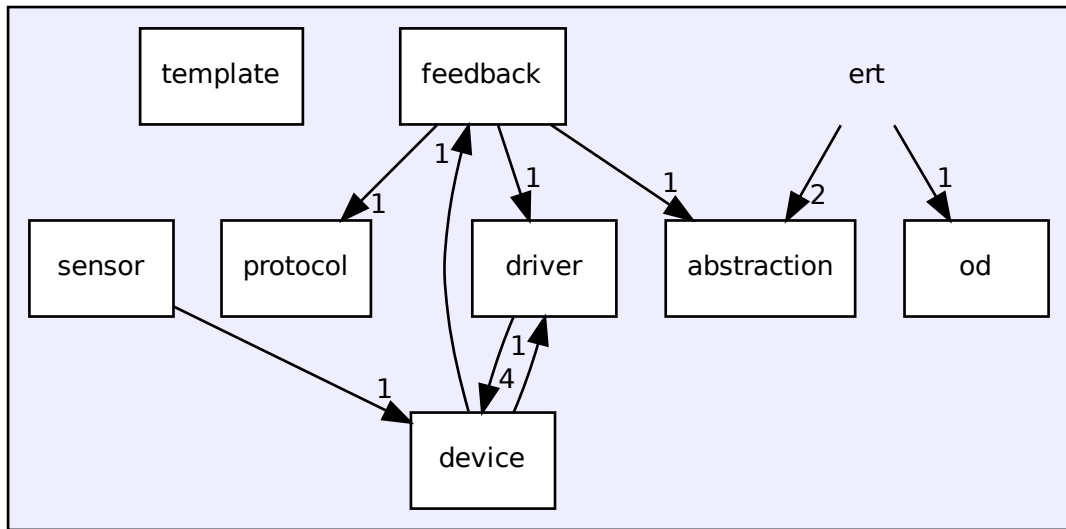 template
feedback
ert
1
1
1
1
2
1
sensor
protocol
driver
abstraction
od
1
1
4
device